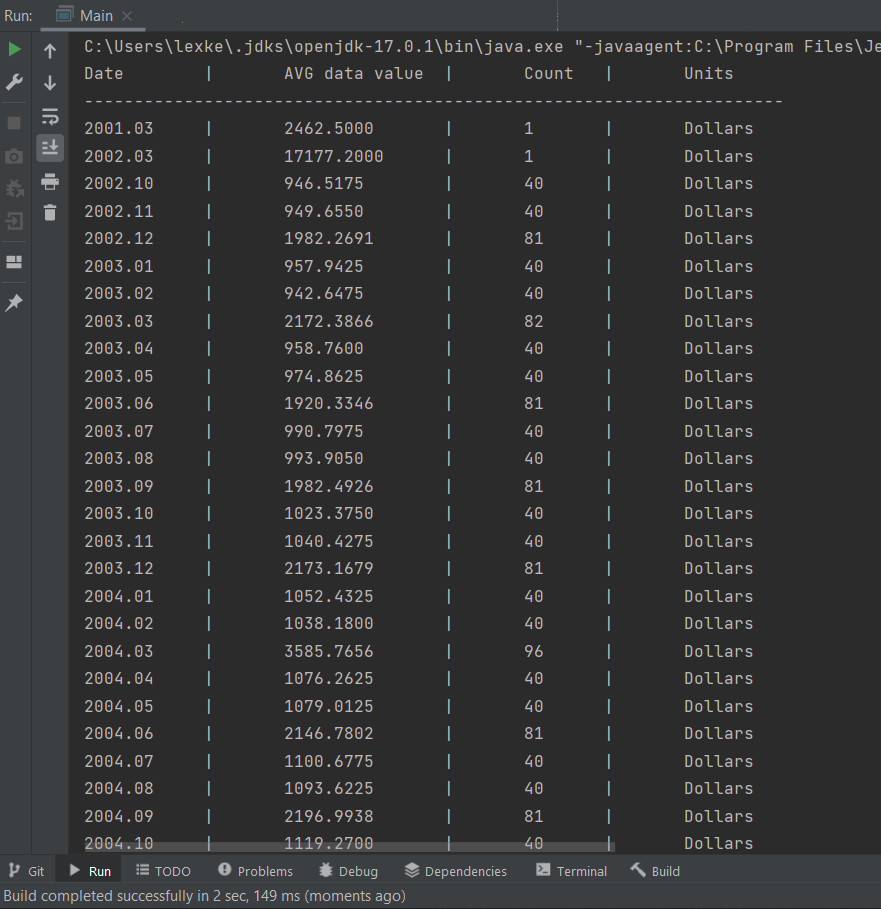 Run: Main
C:\Users\lexke\.jdks\openjdk-17.0.1\bin\java.exe "-javaagent:C:\Program Files\Je
Date | AVG data value | Count | Units
----------------------------------------------------------------------
2001.03 | 2462.5000 | 1 | Dollars
2002.03 | 17177.2000 | 1 | Dollars
2002.10 | 946.5175 | 40 | Dollars
2002.11 | 949.6550 | 40 | Dollars
2002.12 | 1982.2691 | 81 | Dollars
2003.01 | 957.9425 | 40 | Dollars
2003.02 | 942.6475 | 40 | Dollars
2003.03 | 2172.3866 | 82 | Dollars
2003.04 | 958.7600 | 40 | Dollars
2003.05 | 974.8625 | 40 | Dollars
2003.06 | 1920.3346 | 81 | Dollars
2003.07 | 990.7975 | 40 | Dollars
2003.08 | 993.9050 | 40 | Dollars
2003.09 | 1982.4926 | 81 | Dollars
2003.10 | 1023.3750 | 40 | Dollars
2003.11 | 1040.4275 | 40 | Dollars
2003.12 | 2173.1679 | 81 | Dollars
2004.01 | 1052.4325 | 40 | Dollars
2004.02 | 1038.1800 | 40 | Dollars
2004.03 | 3585.7656 | 96 | Dollars
2004.04 | 1076.2625 | 40 | Dollars
2004.05 | 1079.0125 | 40 | Dollars
2004.06 | 2146.7802 | 81 | Dollars
2004.07 | 1100.6775 | 40 | Dollars
2004.08 | 1093.6225 | 40 | Dollars
2004.09 | 2196.9938 | 81 | Dollars
2004.10 | 1119.2700 | 40 | Dollars
Git Run TODO Problems Debug Dependencies Terminal Build
Build completed successfully in 2 sec, 149 ms (moments ago)